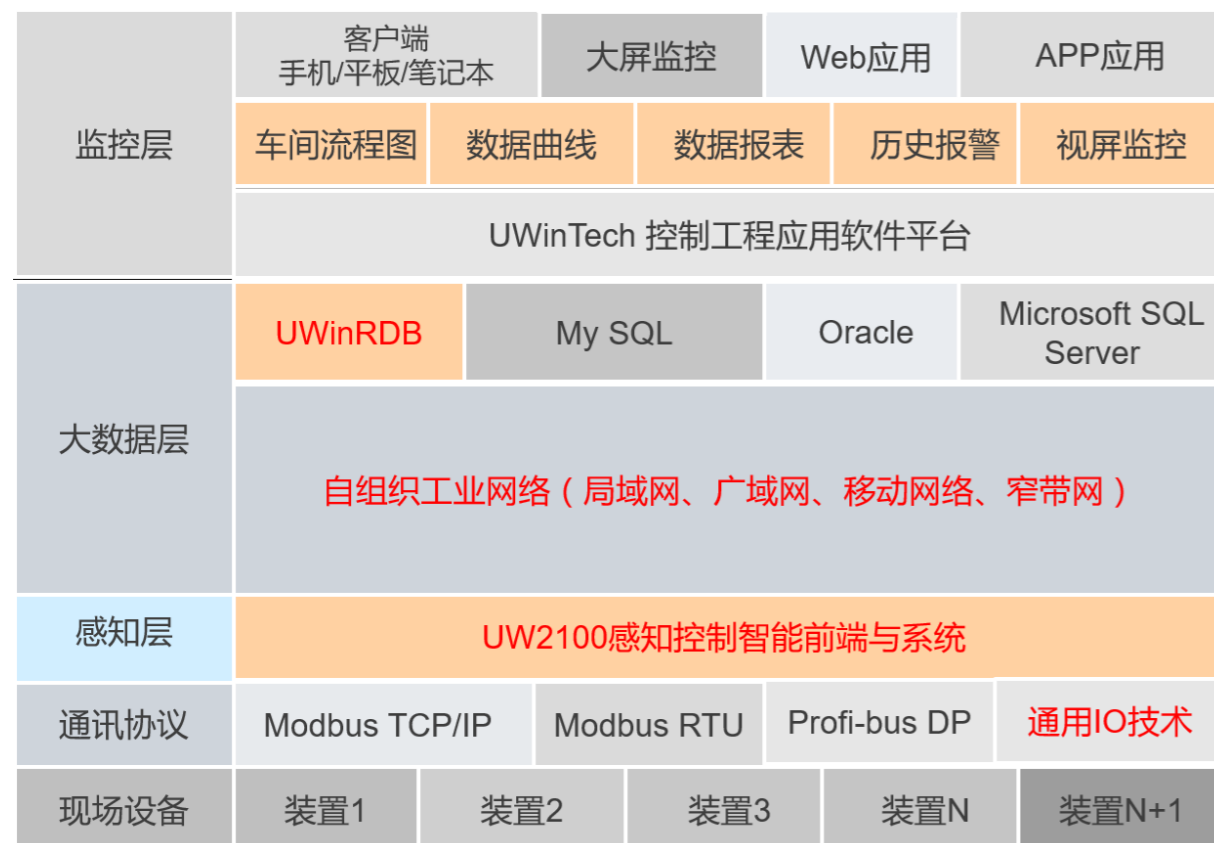 客户端
手机/平板/笔记本
大屏监控
Web应用
APP应用
监控层
车间流程图
数据曲线
数据报表
历史报警
视屏监控
UWinTech 控制工程应用软件平台
UWinRDB
My SQL
Oracle
Microsoft SQL
Server
大数据层
自组织工业网络（局域网、广域网、移动网络、窄带网）
感知层
UW2100感知控制智能前端与系统
通讯协议
Modbus TCP/IP
Modbus RTU
Profi-bus DP
通用IO技术
现场设备
装置1
装置2
装置3
装置N
装置N+1